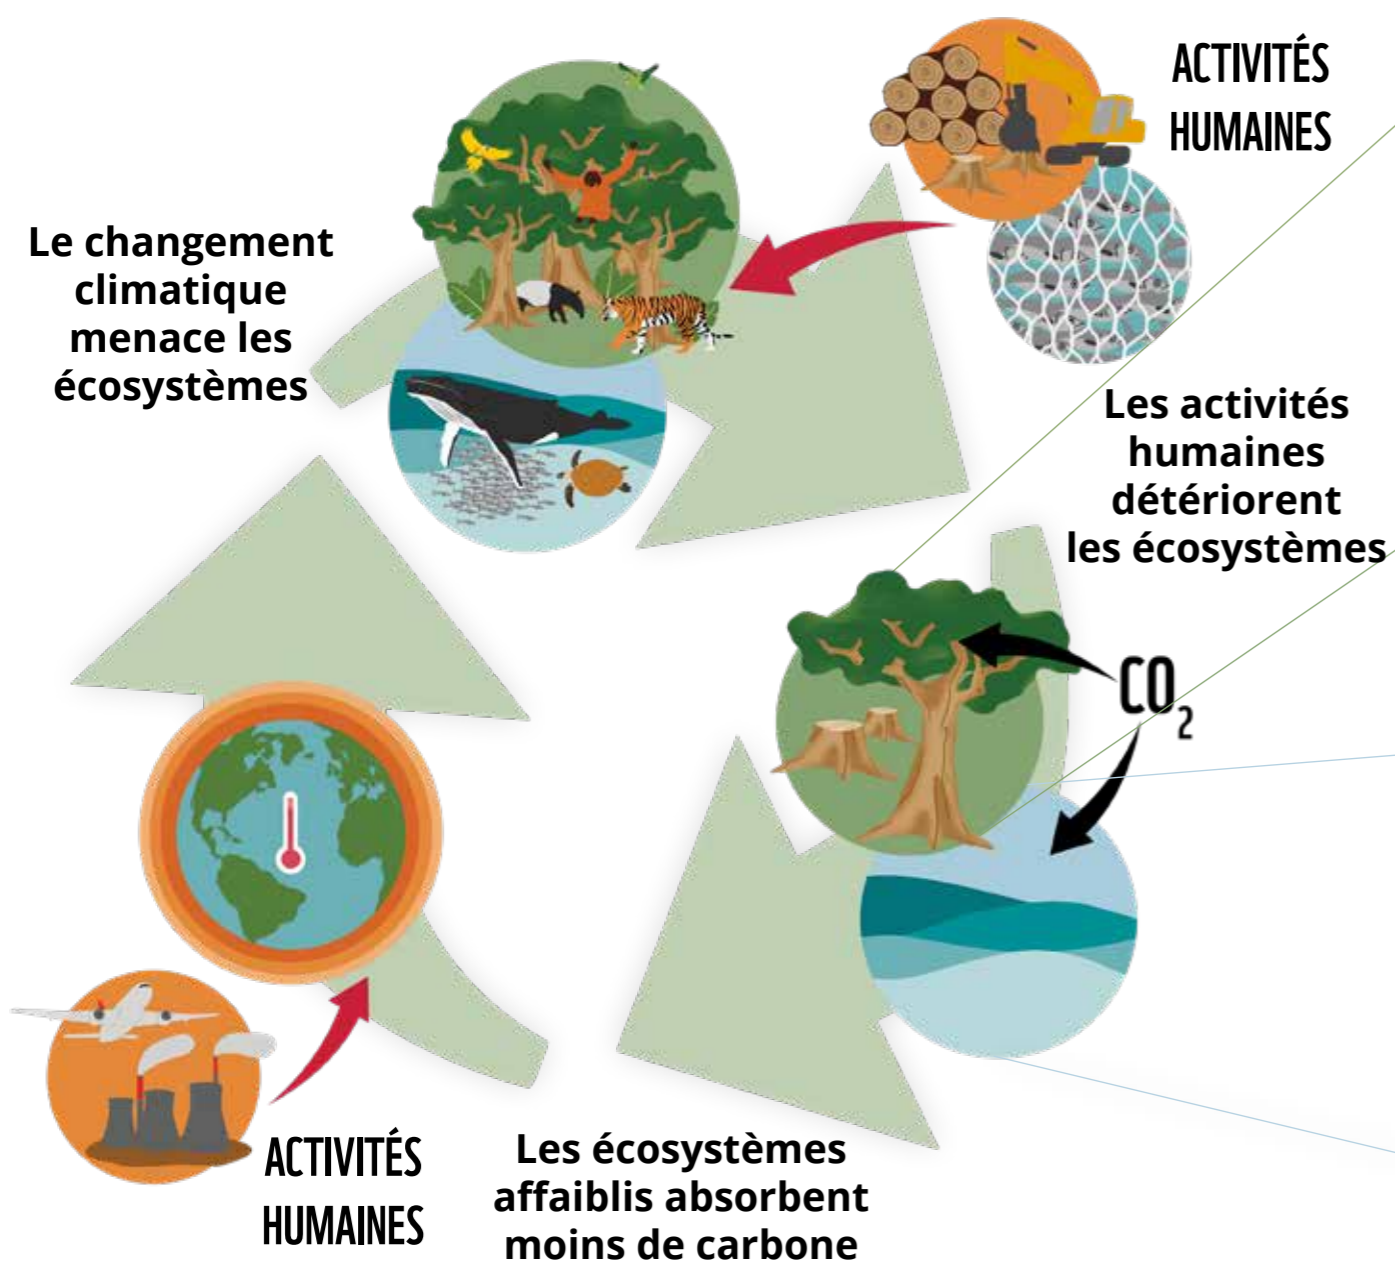 ACTIVITÉS
HUMAINES
Le changement
climatique
menace les
écosystèmes
Les activités
humaines
détériorent
les écosystèmes
CO₂
ACTIVITÉS
HUMAINES
Les écosystèmes
affaiblis absorbent
moins de carbone